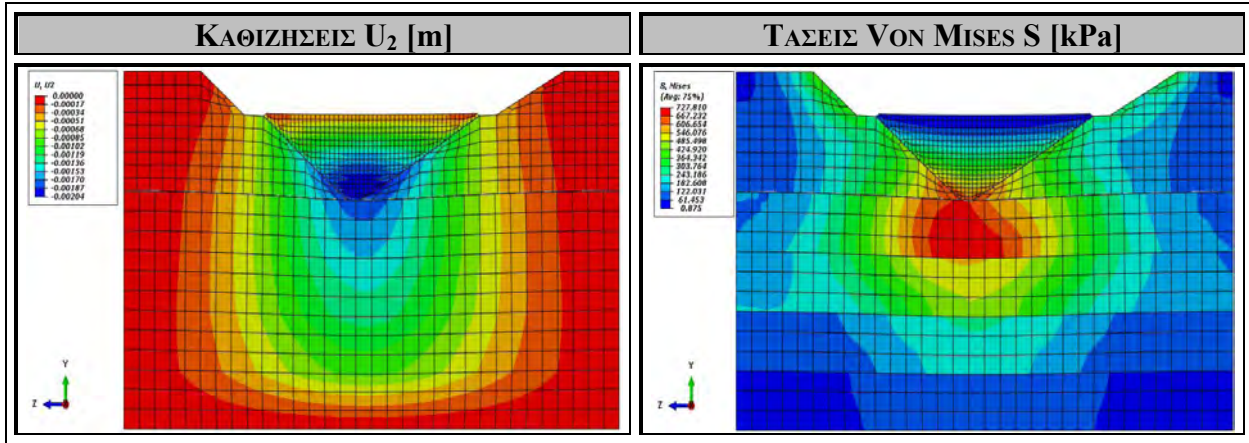 ΚΑΘΙΖΗΣΕΙΣ U2 [m]
ΤΑΣΕΙΣ VON MISES S [kPa]
U, U2
0.00000
-0.00017
-0.00034
-0.00051
-0.00068
-0.00085
-0.00102
-0.00119
-0.00136
-0.00153
-0.00170
-0.00187
-0.00204
Y
Z
S, Mises
(Avg: 75%)
727.810
667.232
606.654
546.076
485.498
424.920
364.342
303.764
243.186
182.608
122.031
61.453
0.875
Y
Z